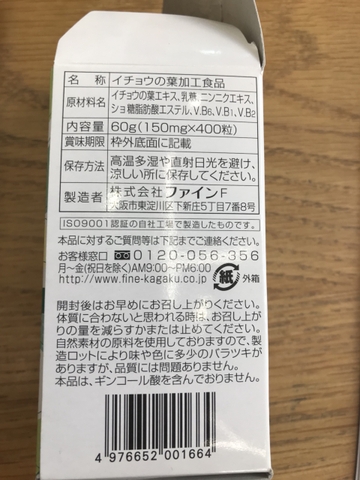 名 称 イチョウの葉加工食品
原材料名 イチョウの葉エキス、乳糖、ニンニクエキス、
ショ糖脂肪酸エステル、V.B6、V.B1、V.B2
内容量 60g(150mg×400粒)
賞味期限 枠外底面に記載
保存方法 高温多湿や直射日光を避け、
涼しい所に保存してください。
製造者 株式会社ファインF
大阪市東淀川区下新庄5丁目7番8号
ISO9001認証の自社工場で製造したものです。
本品に対するご質問等は下記までご連絡ください。
お客様窓口 0120-056-356
月〜金(祝日を除く)AM9:00〜PM6:00
http://www.fine-kagaku.co.jp
紙 外箱
開封後はお早めにお召し上がりください。
体質に合わないと思われる時は、お召し上
がりの量を減らすかまたは止めてください。
自然素材の原料を使用しておりますので、製
造ロットにより味や色に多少のバラツキが
ありますが、品質には問題ありません。
本品は、ギンコール酸を含んでおりません。
4 976652 001664